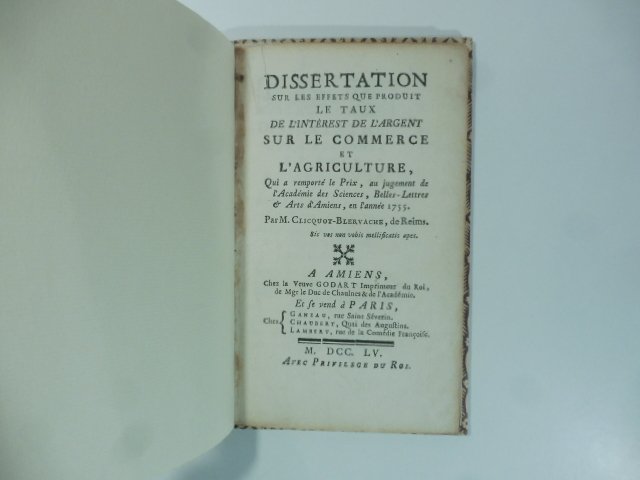 DISSERTATION
SUR LES EFFETS QUE PRODUIT
LE TAUX
DE L'INTÉREST DE L'ARGENT
SUR LE COMMERCE
ET
L'AGRICULTURE,
Qui a remporté le Prix, au jugement de
l'Académie des Sciences, Belles-Lettres
& Arts d'Amiens, en l'année 1755.
Par M. CLICQUOT-BLERVACHE, de Reims.
Sic vos non vobis mellificatis apes.
A AMIENS,
Chez la Veuve GODART Imprimeur du Roi,
de Mgr le Duc de Chaulnes & de l'Académie.
Et se vend à PARIS,
Chez { GANEAU, rue Saint Séverin.
CHAUBERT, Quai des Augustins.
LAMBERT, rue de la Comédie Françoise.
M. DCC. LV.
AVEC PRIVILEGE DU ROI.